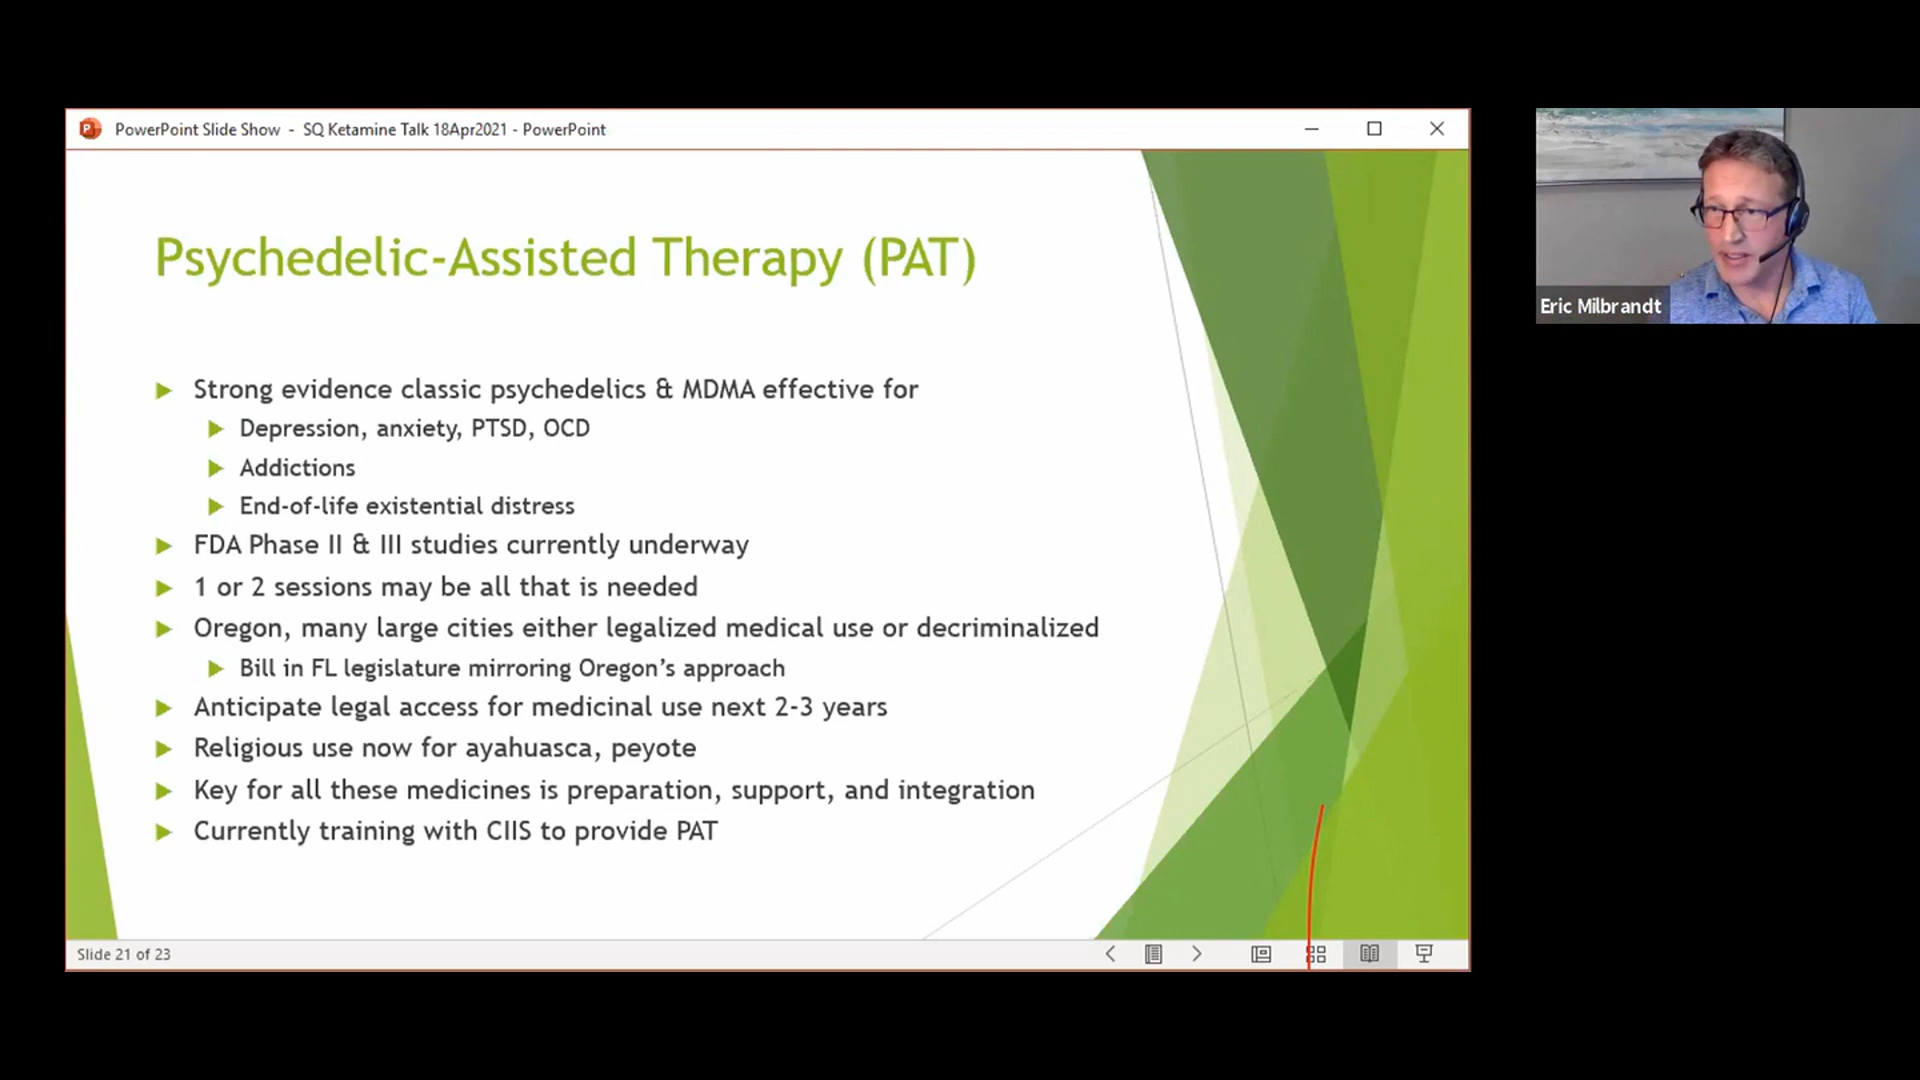 PowerPoint Slide Show - SQ Ketamine Talk 18Apr2021 - PowerPoint
Psychedelic-Assisted Therapy (PAT)
Strong evidence classic psychedelics & MDMA effective for
Depression, anxiety, PTSD, OCD
Addictions
End-of-life existential distress
FDA Phase II & III studies currently underway
1 or 2 sessions may be all that is needed
Oregon, many large cities either legalized medical use or decriminalized
Bill in FL legislature mirroring Oregon's approach
Anticipate legal access for medicinal use next 2-3 years
Religious use now for ayahuasca, peyote
Key for all these medicines is preparation, support, and integration
Currently training with CIIS to provide PAT
Slide 21 of 23
Eric Milbrandt